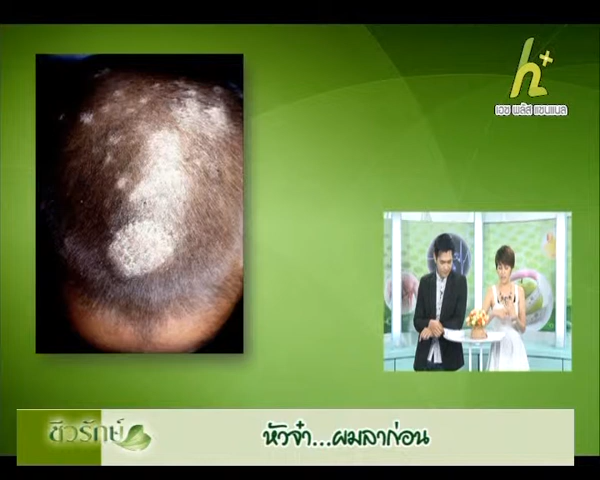 h+
เอช พลัส แชนแนล
ชีวรักษ์
หัวจ๋า...ผมลาก่อน